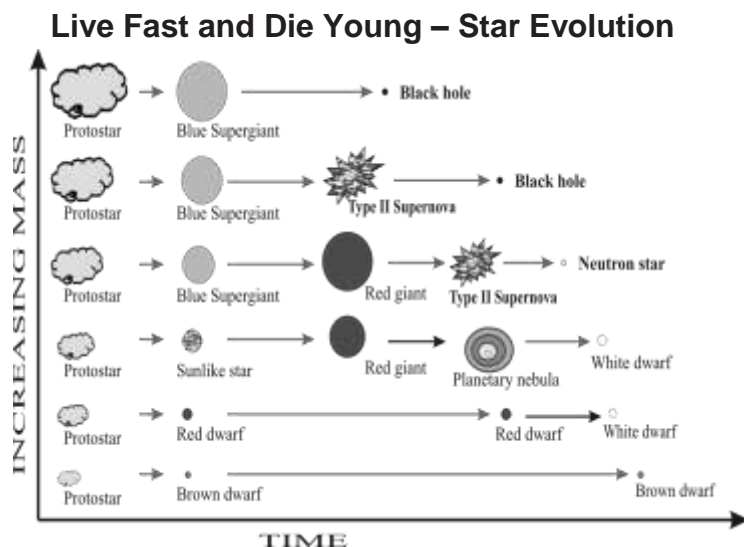 Live Fast and Die Young – Star Evolution
INCREASING MASS
Black hole
Protostar
Blue Supergiant
Black hole
Protostar
Blue Supergiant
Type II Supernova
Neutron star
Protostar
Blue Supergiant
Red giant
Type II Supernova
Protostar
Sunlike star
Red giant
Planetary nebula
White dwarf
Protostar
Red dwarf
Red dwarf
White dwarf
Protostar
Brown dwarf
Brown dwarf
TIME